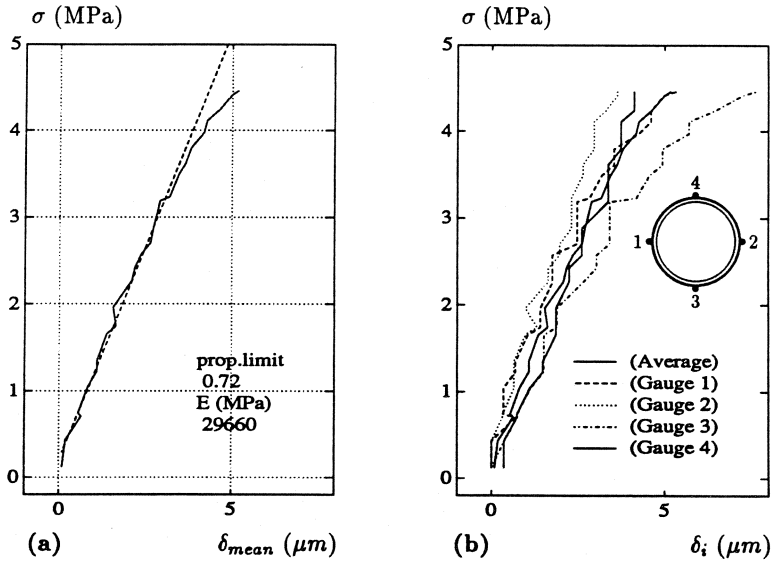 σ (MPa)
5
4
3
2
1
0
prop.limit
0.72
E (MPa)
29660
0
5
(a)
δmean (μm)
σ (MPa)
5
4
3
2
1
0
4
1
2
3
(Average)
(Gauge 1)
(Gauge 2)
(Gauge 3)
(Gauge 4)
0
5
(b)
δi (μm)